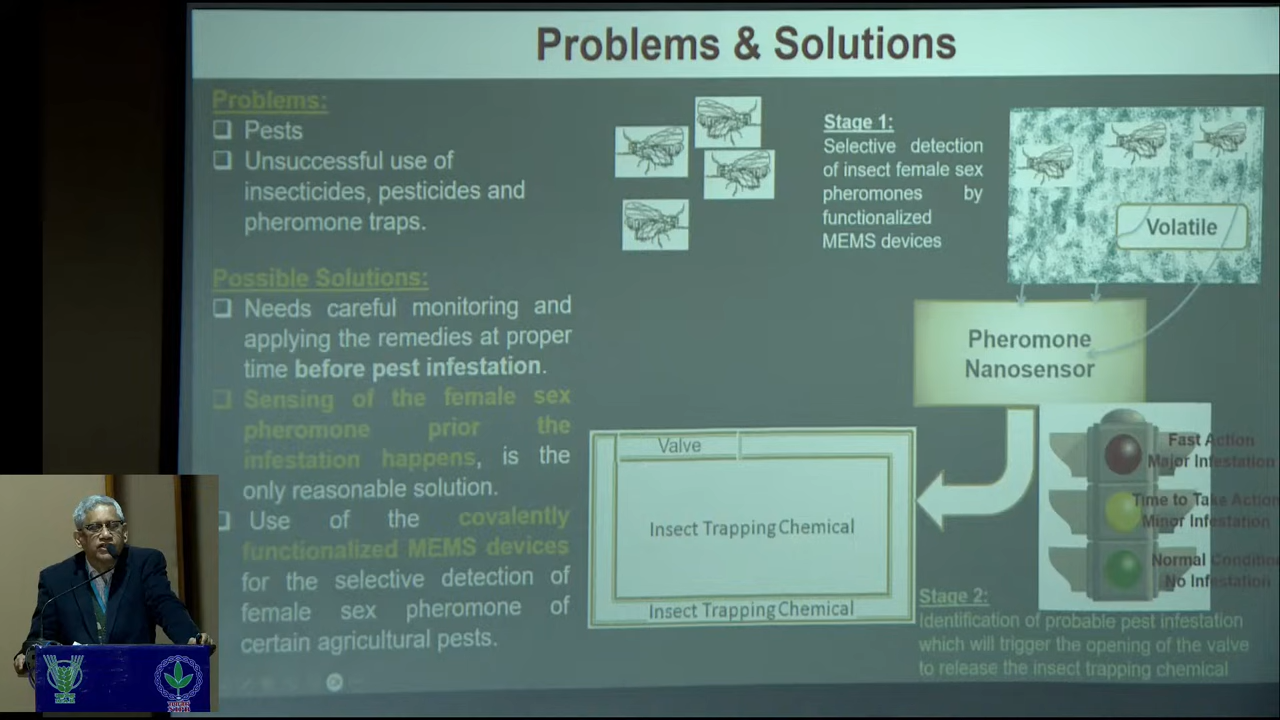 Problems & Solutions
Problems:
Pests
Unsuccessful use of
insecticides, pesticides and
pheromone traps.
Possible Solutions:
Needs careful monitoring and
applying the remedies at proper
time before pest infestation.
Sensing of the female sex
pheromone prior the
infestation happens, is the
only reasonable solution.
Use of the covalently
functionalized MEMS devices
for the selective detection of
female sex pheromone of
certain agricultural pests.
Stage 1:
Selective detection
of insect female sex
pheromones by
functionalized
MEMS devices
Volatile
Pheromone
Nanosensor
Valve
Insect Trapping Chemical
Insect Trapping Chemical
Fast Action
Major Infestation
Time to Take Action
Minor Infestation
Normal Condition
No Infestation
Stage 2:
Identification of probable pest infestation
which will trigger the opening of the valve
to release the insect trapping chemical